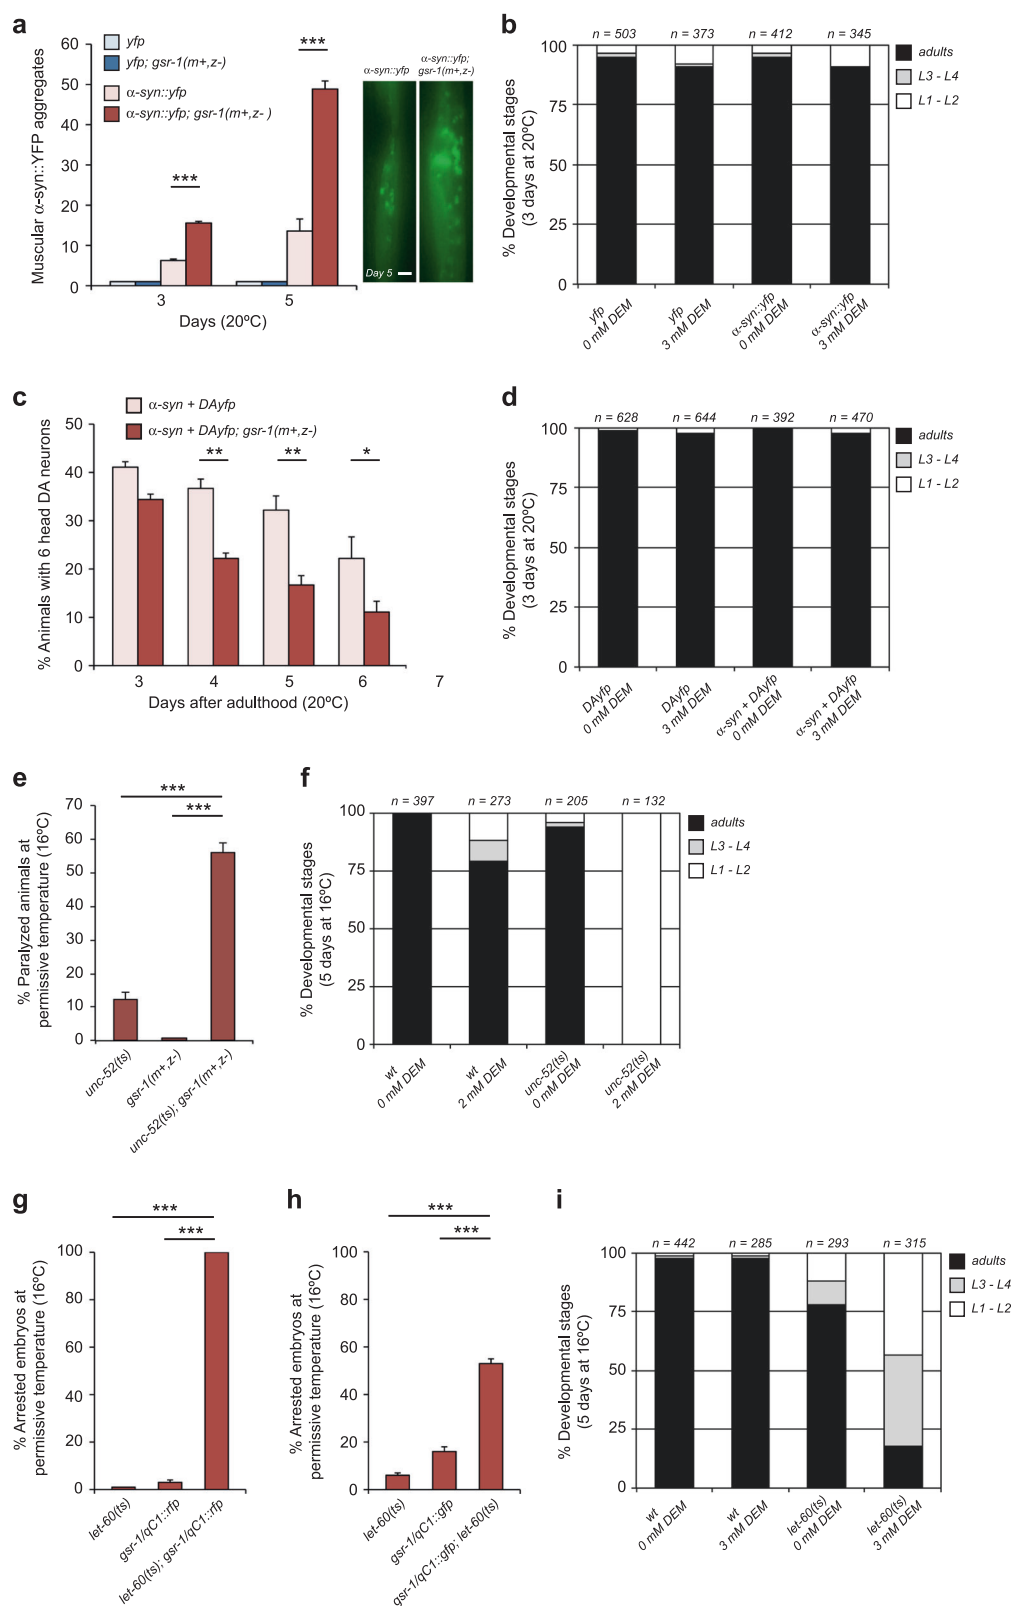 a
yfp
yfp; gsr-1(m+,z-)
α-syn::yfp
α-syn::yfp; gsr-1(m+,z- )
Muscular α-syn::YFP aggregates
60
50
40
30
20
10
0
***
***
3
5
Days (20ºC)
α-syn::yfp
α-syn::yfp;
gsr-1(m+,z-)
Day 5
b
n = 503
n = 373
n = 412
n = 345
% Developmental stages
(3 days at 20ºC)
100
75
50
25
0
adults
L3 - L4
L1 - L2
yfp
0 mM DEM
yfp
3 mM DEM
α-syn::yfp
0 mM DEM
α-syn::yfp
3 mM DEM
c
α-syn + DAyfp
α-syn + DAyfp; gsr-1(m+,z-)
% Animals with 6 head DA neurons
50
40
30
20
10
0
**
**
*
3
4
5
6
7
Days after adulthood (20ºC)
d
n = 628
n = 644
n = 392
n = 470
% Developmental stages
(3 days at 20ºC)
100
75
50
25
0
adults
L3 - L4
L1 - L2
DAyfp
0 mM DEM
DAyfp
3 mM DEM
α-syn + DAyfp
0 mM DEM
α-syn + DAyfp
3 mM DEM
e
% Paralyzed animals at
permissive temperature (16ºC)
70
60
50
40
30
20
10
0
***
***
unc-52(ts)
gsr-1(m+,z-)
unc-52(ts); gsr-1(m+,z-)
f
n = 397
n = 273
n = 205
n = 132
% Developmental stages
(5 days at 16ºC)
100
75
50
25
0
adults
L3 - L4
L1 - L2
wt
0 mM DEM
wt
2 mM DEM
unc-52(ts)
0 mM DEM
unc-52(ts)
2 mM DEM
g
% Arrested embryos at
permissive temperature (16ºC)
100
80
60
40
20
0
***
***
let-60(ts)
gsr-1/qC1::rfp
let-60(ts); gsr-1/qC1::rfp
h
% Arrested embryos at
permissive temperature (16ºC)
100
80
60
40
20
0
***
***
let-60(ts)
gsr-1/qC1::gfp
gsr-1/qC1::gfp; let-60(ts)
i
n = 442
n = 285
n = 293
n = 315
% Developmental stages
(5 days at 16ºC)
100
75
50
25
0
adults
L3 - L4
L1 - L2
wt
0 mM DEM
wt
3 mM DEM
let-60(ts)
0 mM DEM
let-60(ts)
3 mM DEM